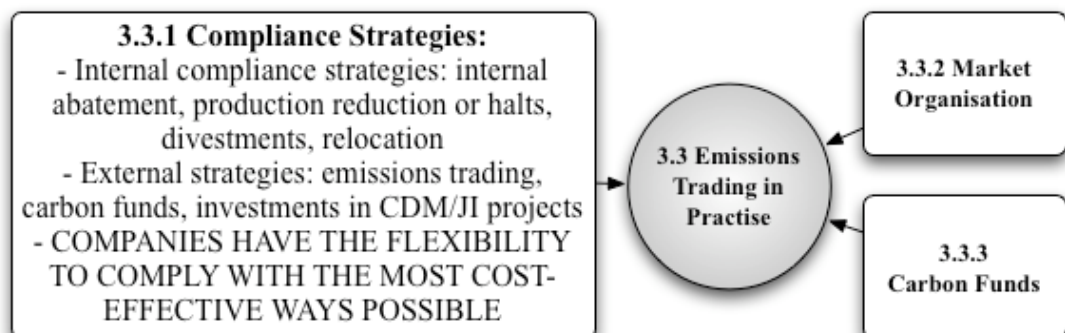 3.3.1 Compliance Strategies:
- Internal compliance strategies: internal
abatement, production reduction or halts,
divestments, relocation
- External strategies: emissions trading,
carbon funds, investments in CDM/JI projects
- COMPANIES HAVE THE FLEXIBILITY
TO COMPLY WITH THE MOST COST-
EFFECTIVE WAYS POSSIBLE
3.3 Emissions
Trading in
Practise
3.3.2 Market
Organisation
3.3.3
Carbon Funds